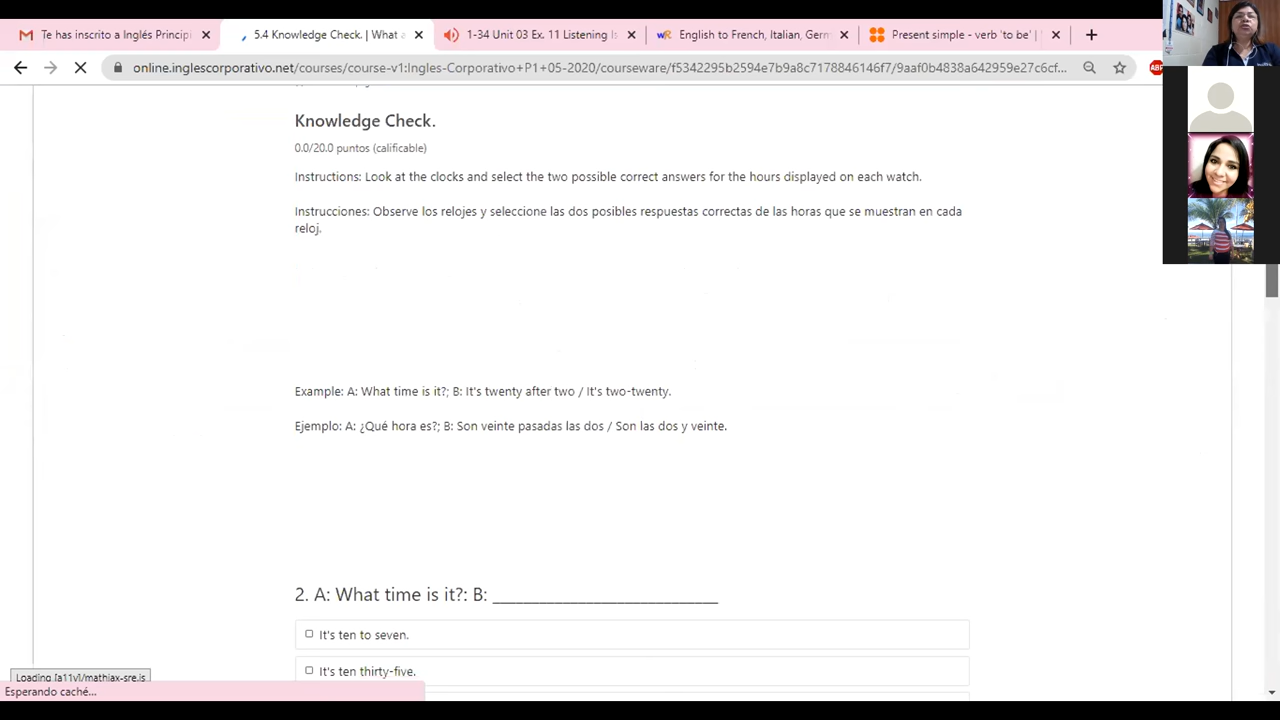 Te has inscrito a Inglés Principi
5.4 Knowledge Check. | What a
1-34 Unit 03 Ex. 11 Listening I
English to French, Italian, Germ
Present simple - verb 'to be' |
online.inglescorporativo.net/courses/course-v1:Ingles-Corporativo+P1+05-2020/courseware/f5342295b2594e7b9a8c7178846146f7/9aaf0b4838a642959e27c6cf...
ABP
Knowledge Check.
0.0/20.0 puntos (calificable)
Instructions: Look at the clocks and select the two possible correct answers for the hours displayed on each watch.
Instrucciones: Observe los relojes y seleccione las dos posibles respuestas correctas de las horas que se muestran en cada
reloj.
Example: A: What time is it?; B: It's twenty after two / It's two-twenty.
Ejemplo: A: ¿Qué hora es?; B: Son veinte pasadas las dos / Son las dos y veinte.
2. A: What time is it?: B: ____________________________
It's ten to seven.
It's ten thirty-five.
Loading [a11y]/mathjax-sre.js
Esperando caché...